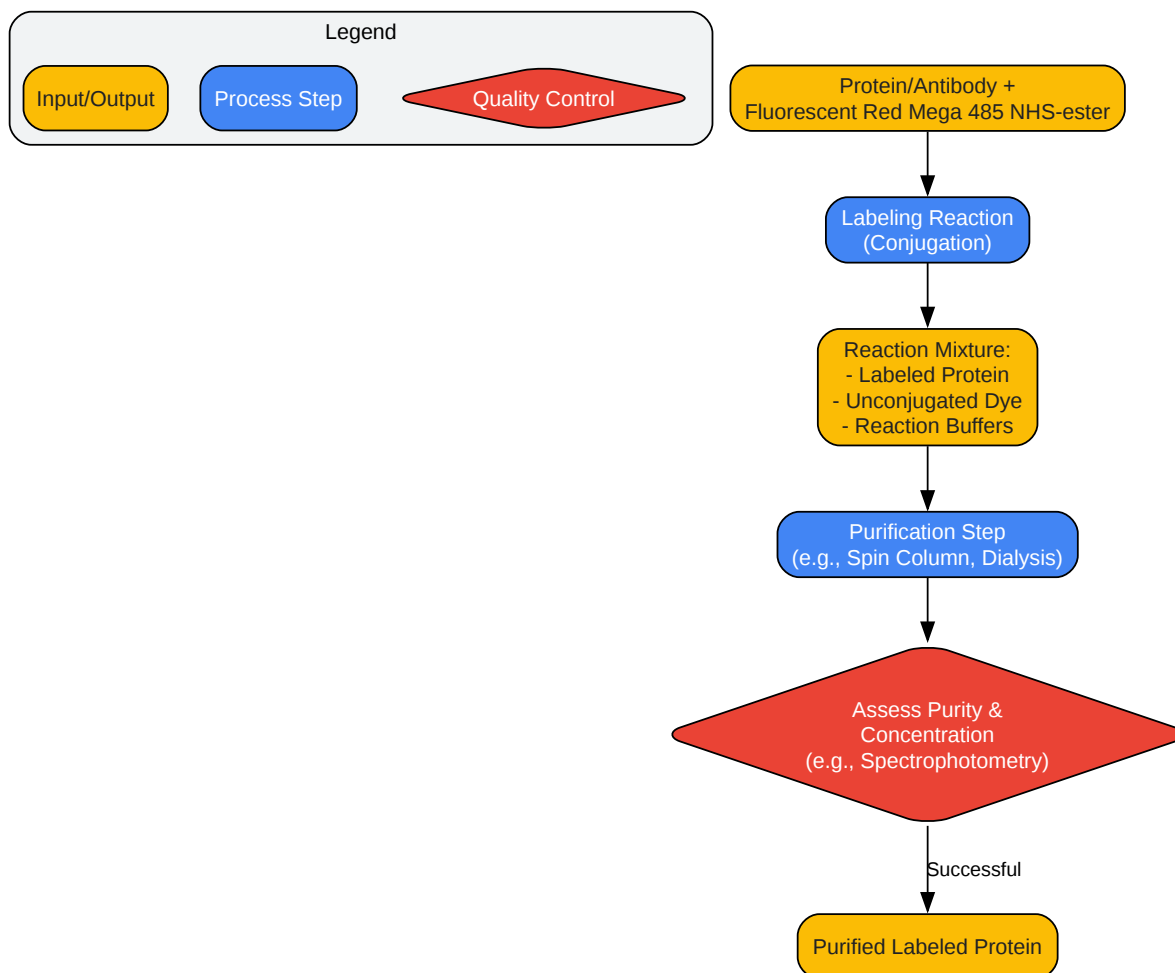 Legend
Input/Output
Process Step
Quality Control
Protein/Antibody +
Fluorescent Red Mega 485 NHS-ester
Labeling Reaction
(Conjugation)
Reaction Mixture:
- Labeled Protein
- Unconjugated Dye
- Reaction Buffers
Purification Step
(e.g., Spin Column, Dialysis)
Assess Purity &
Concentration
(e.g., Spectrophotometry)
Successful
Purified Labeled Protein